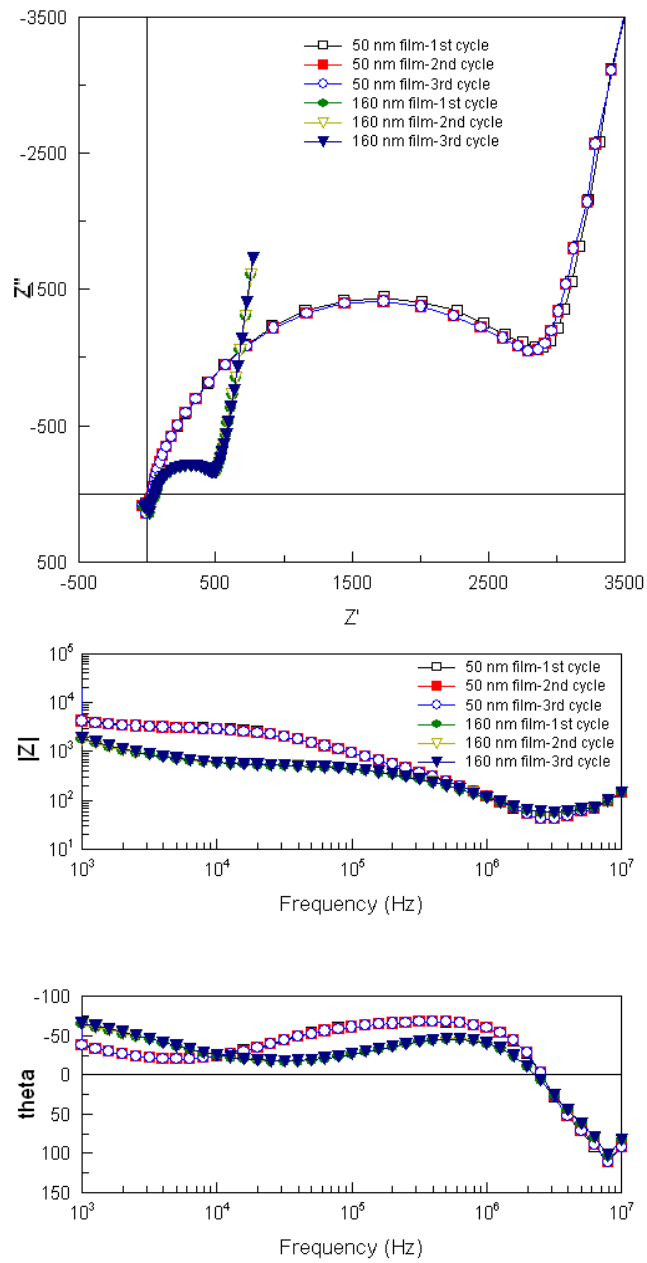 -3500
50 nm film-1st cycle
50 nm film-2nd cycle
50 nm film-3rd cycle
160 nm film-1st cycle
160 nm film-2nd cycle
160 nm film-3rd cycle
-2500
Z''
-1500
-500
500
-500 500 1500 2500 3500
Z'
10^5
50 nm film-1st cycle
50 nm film-2nd cycle
50 nm film-3rd cycle
160 nm film-1st cycle
160 nm film-2nd cycle
160 nm film-3rd cycle
10^4
|Z|
10^3
10^2
10^1
10^3 10^4 10^5 10^6 10^7
Frequency (Hz)
-100
-50
0
theta
50
100
150
10^3 10^4 10^5 10^6 10^7
Frequency (Hz)